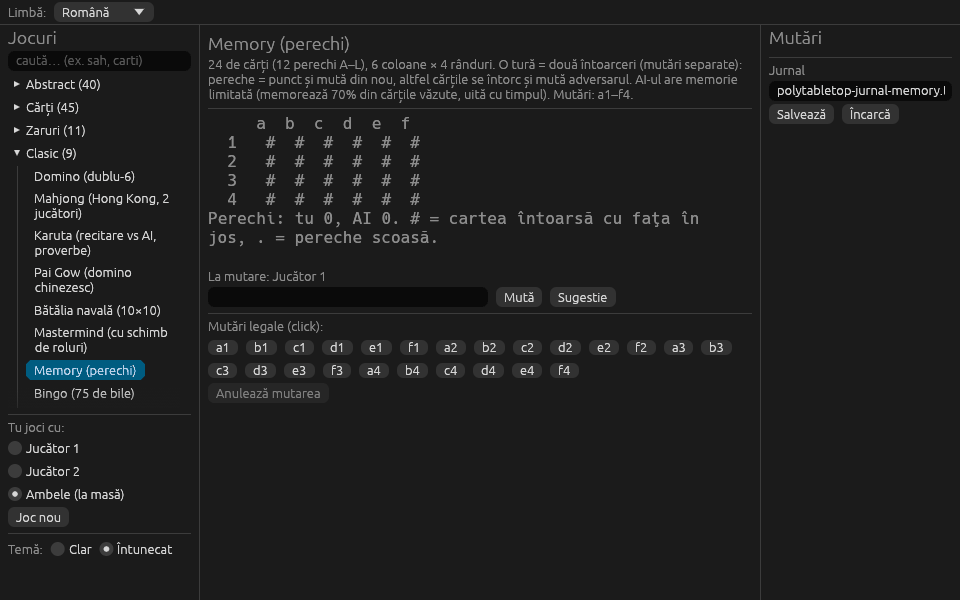 Limbă: Română
Jocuri
caută... (ex. sah, carti)
Abstract (40)
Cărți (45)
Zaruri (11)
Clasic (9)
Domino (dublu-6)
Mahjong (Hong Kong, 2
jucători)
Karuta (recitare vs AI,
proverbe)
Pai Gow (domino
chinezesc)
Bătălia navală (10×10)
Mastermind (cu schimb
de roluri)
Memory (perechi)
Bingo (75 de bile)
Tu joci cu:
Jucător 1
Jucător 2
Ambele (la masă)
Joc nou
Temă: Clar Întunecat
Memory (perechi)
24 de cărți (12 perechi A–L), 6 coloane × 4 rânduri. O tură = două întoarceri (mutări separate):
pereche = punct și mută din nou, altfel cărțile se întorc și mută adversarul. AI-ul are memorie
limitată (memorează 70% din cărțile văzute, uită cu timpul). Mutări: a1–f4.
a b c d e f
1 # # # # # #
2 # # # # # #
3 # # # # # #
4 # # # # # #
Perechi: tu 0, AI 0. # = cartea întoarsă cu fața în
jos, . = pereche scoasă.
La mutare: Jucător 1
Mută Sugestie
Mutări legale (click):
a1 b1 c1 d1 e1 f1 a2 b2 c2 d2 e2 f2 a3 b3
c3 d3 e3 f3 a4 b4 c4 d4 e4 f4
Anulează mutarea
Mutări
Jurnal
polytabletop-jurnal-memory.
Salvează Încarcă